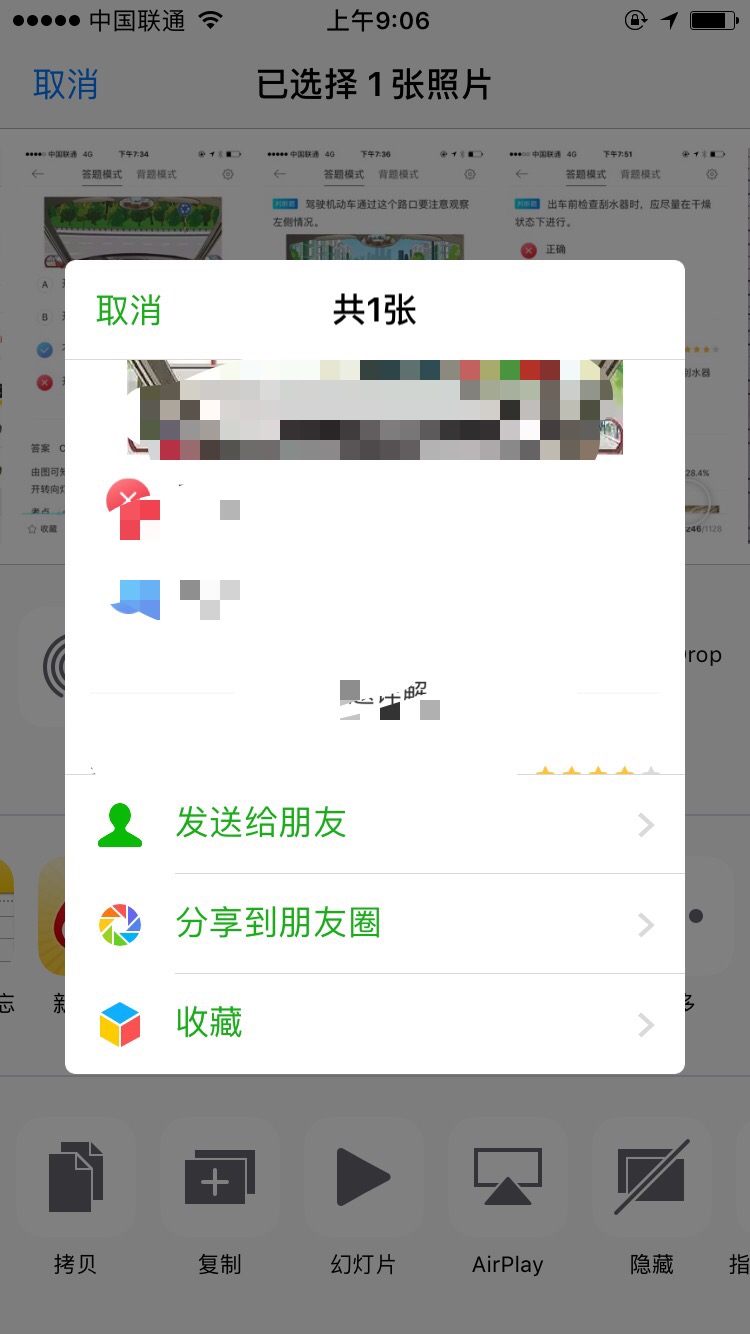 中国联通
上午9:06
取消
已选择 1 张照片
中国联通 4G 下午7:34
答题模式 背题模式
A
B
答案
由图可
开转向
收藏
中国联通 4G 下午7:36
答题模式 背题模式
判断题 驾驶机动车通过这个路口要注意观察
左侧情况。
中国联通 4G 下午7:51
答题模式 背题模式
判断题 出车前检查刮水器时，应尽量在干燥
状态下进行。
正确
刮水器
28.4%
246/1128
取消
共1张
详解
发送给朋友
分享到朋友圈
收藏
rop
忘
新
多
拷贝
复制
幻灯片
AirPlay
隐藏
指